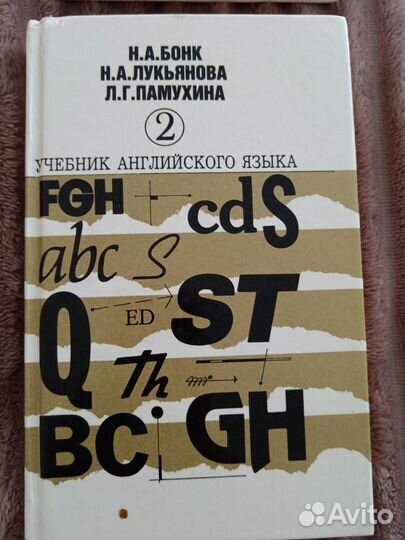 Н.А.БОНК
Н.А.ЛУКЬЯНОВА
Л.Г.ПАМУХИНА
2
УЧЕБНИК АНГЛИЙСКОГО ЯЗЫКА
FGH cdS
abc S
Q ED ST
Th
BC GH
Avito